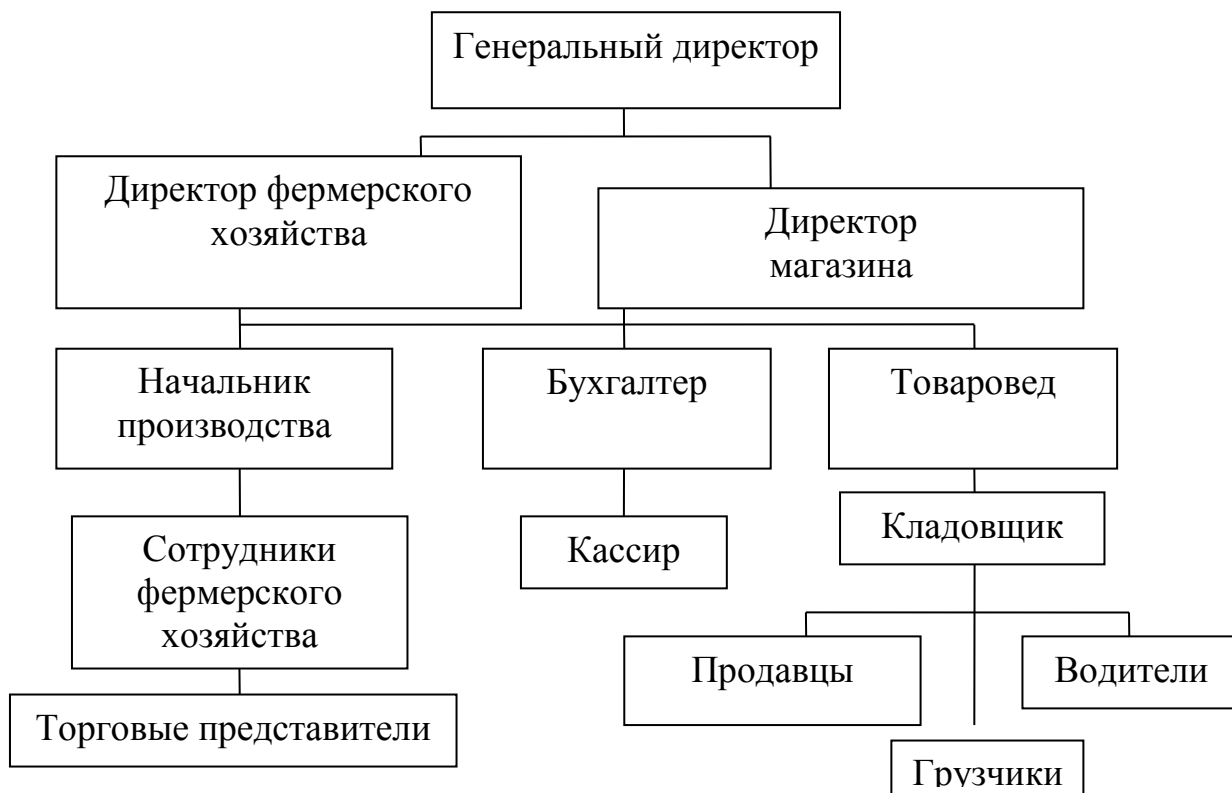 Генеральный директор
Директор фермерского
хозяйства
Директор
магазина
Начальник
производства
Бухгалтер
Товаровед
Сотрудники
фермерского
хозяйства
Кассир
Кладовщик
Продавцы
Водители
Торговые представители
Грузчики